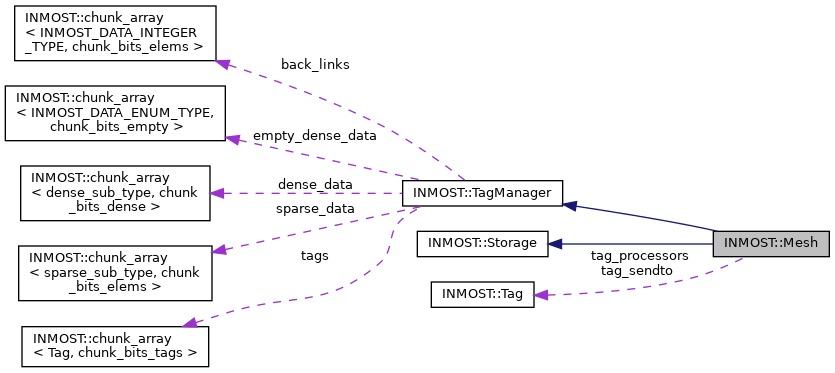 INMOST::chunk_array
< INMOST_DATA_INTEGER
_TYPE, chunk_bits_elems >
back_links
INMOST::chunk_array
< INMOST_DATA_ENUM_TYPE,
chunk_bits_empty >
empty_dense_data
INMOST::chunk_array
< dense_sub_type, chunk
_bits_dense >
dense_data
INMOST::TagManager
sparse_data
INMOST::Storage
INMOST::Mesh
INMOST::chunk_array
< sparse_sub_type, chunk
_bits_elems >
tags
tag_processors
tag_sendto
INMOST::Tag
INMOST::chunk_array
< Tag, chunk_bits_tags >